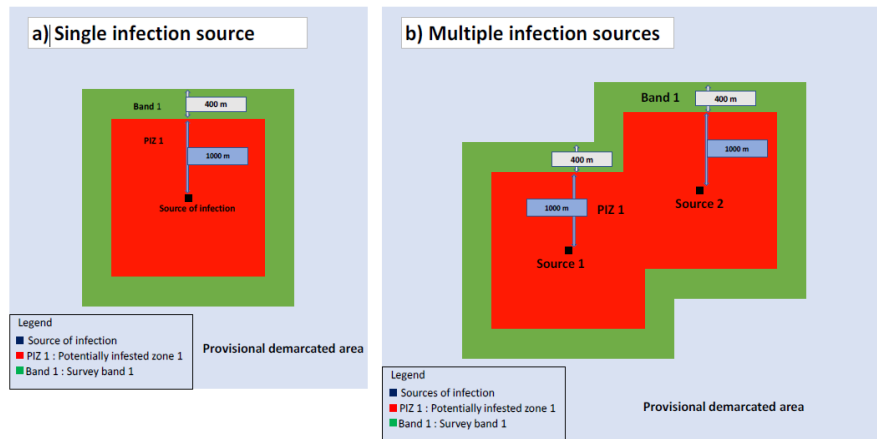 a) Single infection source
Band 1
400 m
PIZ 1
1000 m
Source of infection
Legend
Source of infection
PIZ 1 : Potentially infested zone 1
Band 1 : Survey band 1
Provisional demarcated area
b) Multiple infection sources
Band 1
400 m
400 m
1000 m
1000 m
PIZ 1
Source 2
Source 1
Legend
Sources of infection
PIZ 1 : Potentially infested zone 1
Band 1 : Survey band 1
Provisional demarcated area